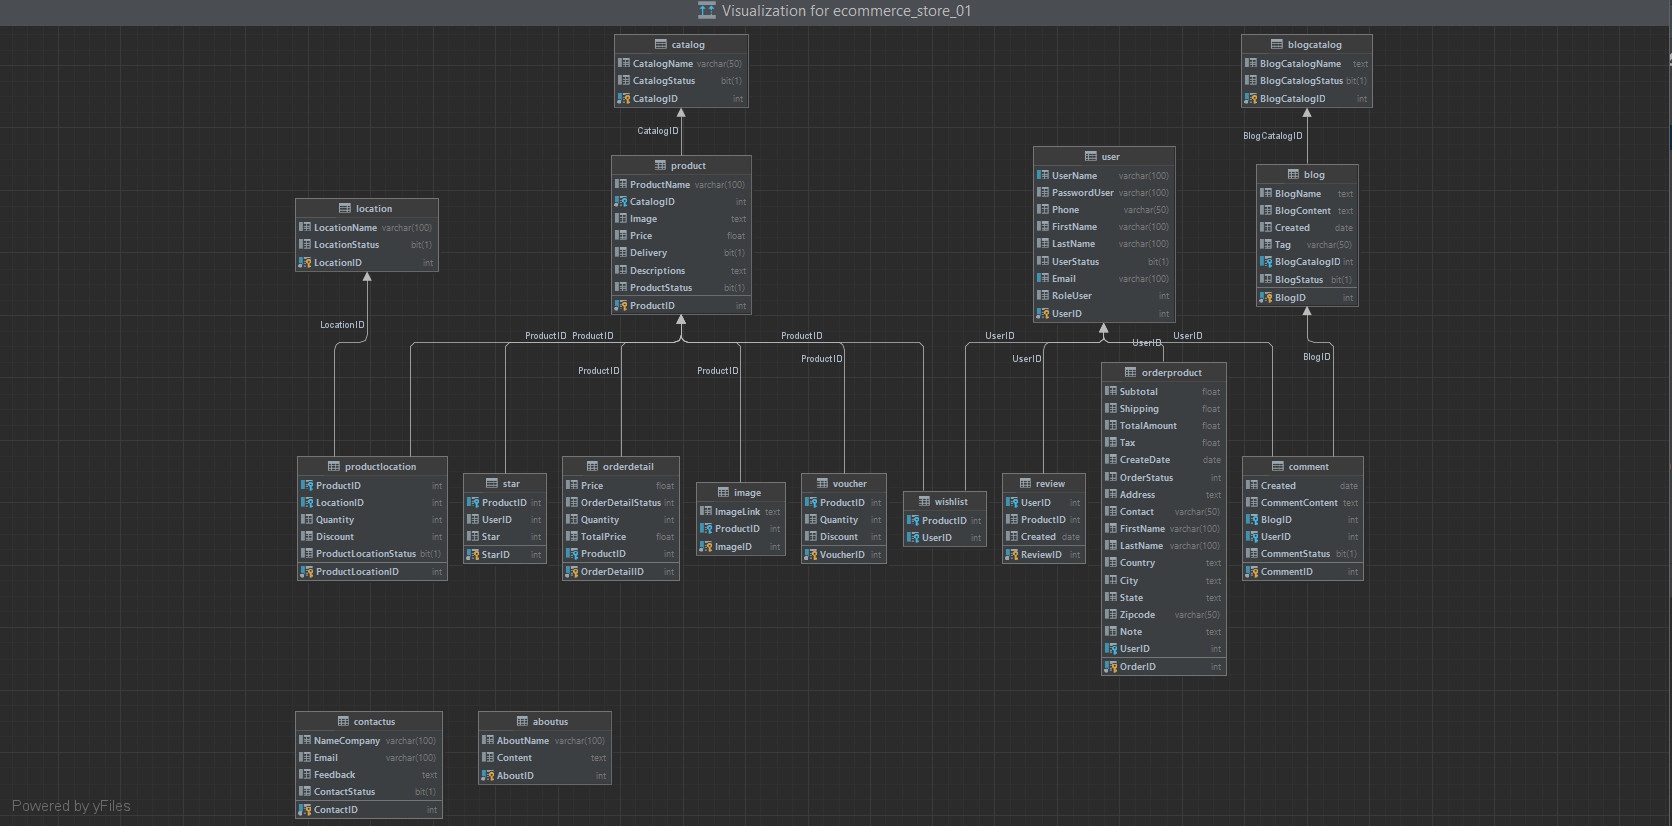 Visualization for ecommerce_store_01
catalog
CatalogName varchar(50)
CatalogStatus bit(1)
CatalogID int
CatalogID
product
ProductName varchar(100)
CatalogID int
Image text
Price float
Delivery bit(1)
Descriptions text
ProductStatus bit(1)
ProductID int
blogcatalog
BlogCatalogName text
BlogCatalogStatus bit(1)
BlogCatalogID int
BlogCatalogID
user
UserName varchar(100)
PasswordUser varchar(100)
Phone varchar(50)
FirstName varchar(100)
LastName varchar(100)
UserStatus bit(1)
Email varchar(100)
RoleUser int
UserID int
blog
BlogName text
BlogContent text
Created date
Tag varchar(50)
BlogCatalogID int
BlogStatus bit(1)
BlogID int
location
LocationName varchar(100)
LocationStatus bit(1)
LocationID int
LocationID
ProductID ProductID
ProductID
ProductID
ProductID
ProductID
UserID
UserID
UserID
UserID
BlogID
productlocation
ProductID int
LocationID int
Quantity int
Discount int
ProductLocationStatus bit(1)
ProductLocationID int
star
ProductID int
UserID int
Star int
StarID int
orderdetail
Price float
OrderDetailStatus int
Quantity int
TotalPrice float
ProductID int
OrderDetailID int
image
ImageLink text
ProductID int
ImageID int
voucher
ProductID int
Quantity int
Discount int
VoucherID int
wishlist
ProductID int
UserID int
review
UserID int
ProductID int
Created date
ReviewID int
orderproduct
Subtotal float
Shipping float
TotalAmount float
Tax float
CreateDate date
OrderStatus int
Address text
Contact varchar(50)
FirstName varchar(100)
LastName varchar(100)
Country text
City text
State text
Zipcode varchar(50)
Note text
UserID int
OrderID int
comment
Created date
CommentContent text
BlogID int
UserID int
CommentStatus bit(1)
CommentID int
contactus
NameCompany varchar(100)
Email varchar(100)
Feedback text
ContactStatus bit(1)
ContactID int
aboutus
AboutName varchar(100)
Content text
AboutID int
Powered by yFiles